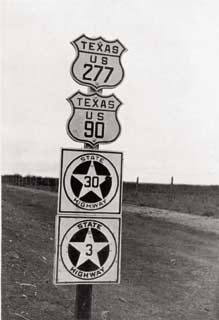 TEXAS
US
277
TEXAS
US
90
STATE
30
HIGHWAY
STATE
3
HIGHWAY